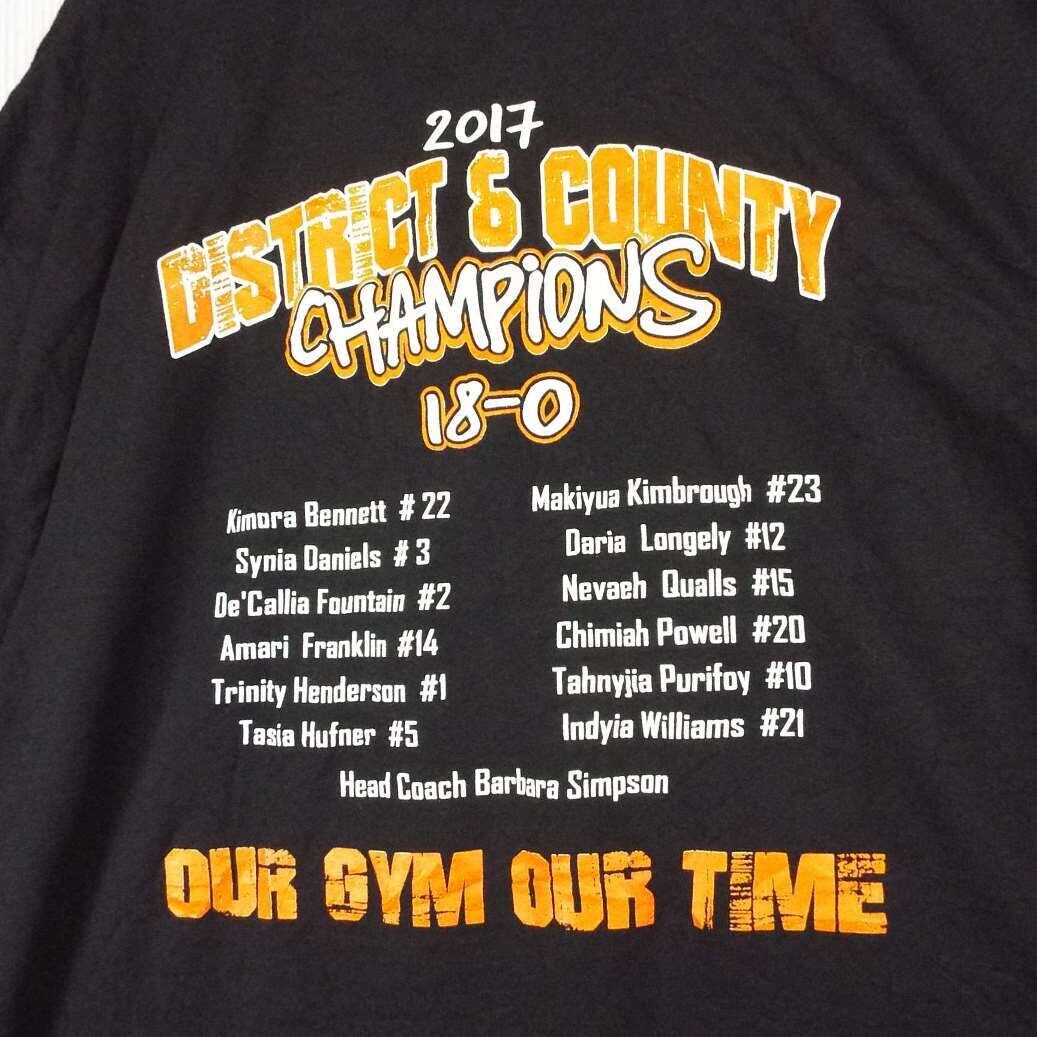 2017
DISTRICT & COUNTY
CHAMPIONS
18-0
Kimora Bennett # 22
Synia Daniels # 3
De'Callia Fountain #2
Amari Franklin #14
Trinity Henderson #1
Tasia Hufner #5
Makiyua Kimbrough #23
Daria Longely #12
Nevaeh Qualls #15
Chimiah Powell #20
Tahnyjia Purifoy #10
Indyia Williams #21
Head Coach Barbara Simpson
OUR GYM OUR TIME